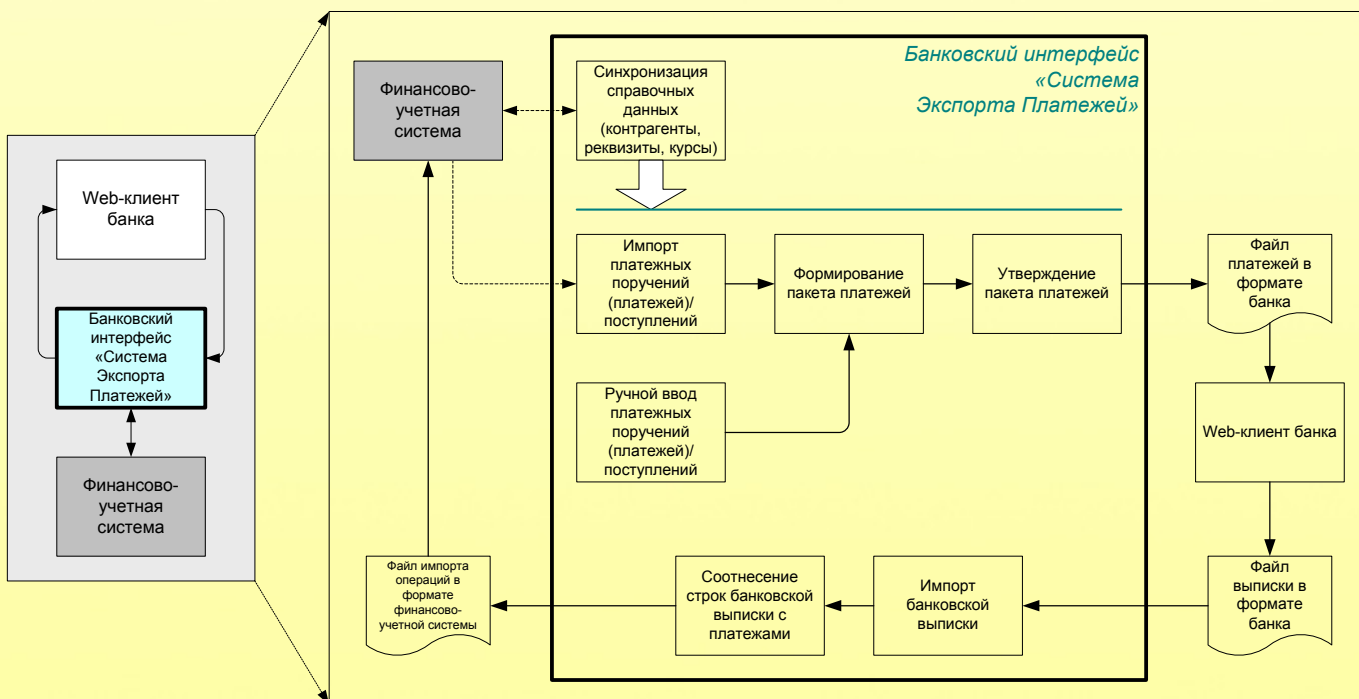 Web-клиент
банка
Банковский
интерфейс
«Система
Экспорта
Платежей»
Финансово-
учетная
система
Банковский интерфейс
«Система
Экспорта Платежей»
Финансово-
учетная
система
Синхронизация
справочных
данных
(контрагенты,
реквизиты, курсы)
Импорт
платежных
поручений
(платежей)/
поступлений
Формирование
пакета платежей
Утверждение
пакета платежей
Файл
платежей в
формате
банка
Ручной ввод
платежных
поручений
(платежей)/
поступлений
Web-клиент банка
Файл импорта
операций в
формате
финансово-
учетной системы
Соотнесение
строк банковской
выписки с
платежами
Импорт
банковской
выписки
Файл
выписки в
формате
банка